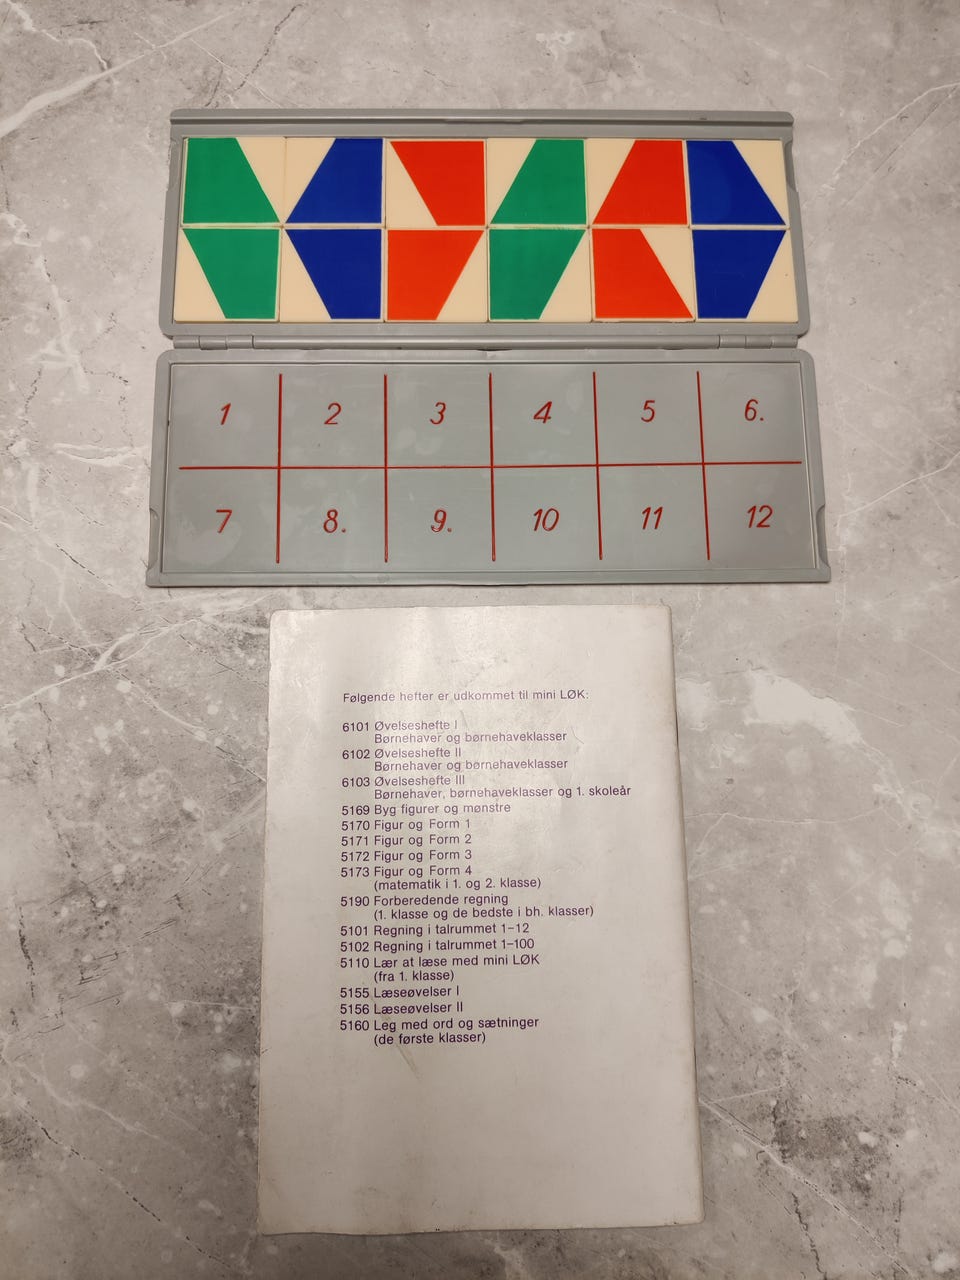 1 2 3 4 5 6.
7 8. 9. 10 11 12
Følgende hefter er udkommet til mini LØK:
6101 Øvelseshefte I
Børnehaver og børnehaveklasser
6102 Øvelseshefte II
Børnehaver og børnehaveklasser
6103 Øvelseshefte III
Børnehaver, børnehaveklasser og 1. skoleår
5169 Byg figurer og mønstre
5170 Figur og Form 1
5171 Figur og Form 2
5172 Figur og Form 3
5173 Figur og Form 4
(matematik i 1. og 2. klasse)
5190 Forberedende regning
(1. klasse og de bedste i bh. klasser)
5101 Regning i talrummet 1–12
5102 Regning i talrummet 1–100
5110 Lær at læse med mini LØK
(fra 1. klasse)
5155 Læseøvelser I
5156 Læseøvelser II
5160 Leg med ord og sætninger
(de første klasser)